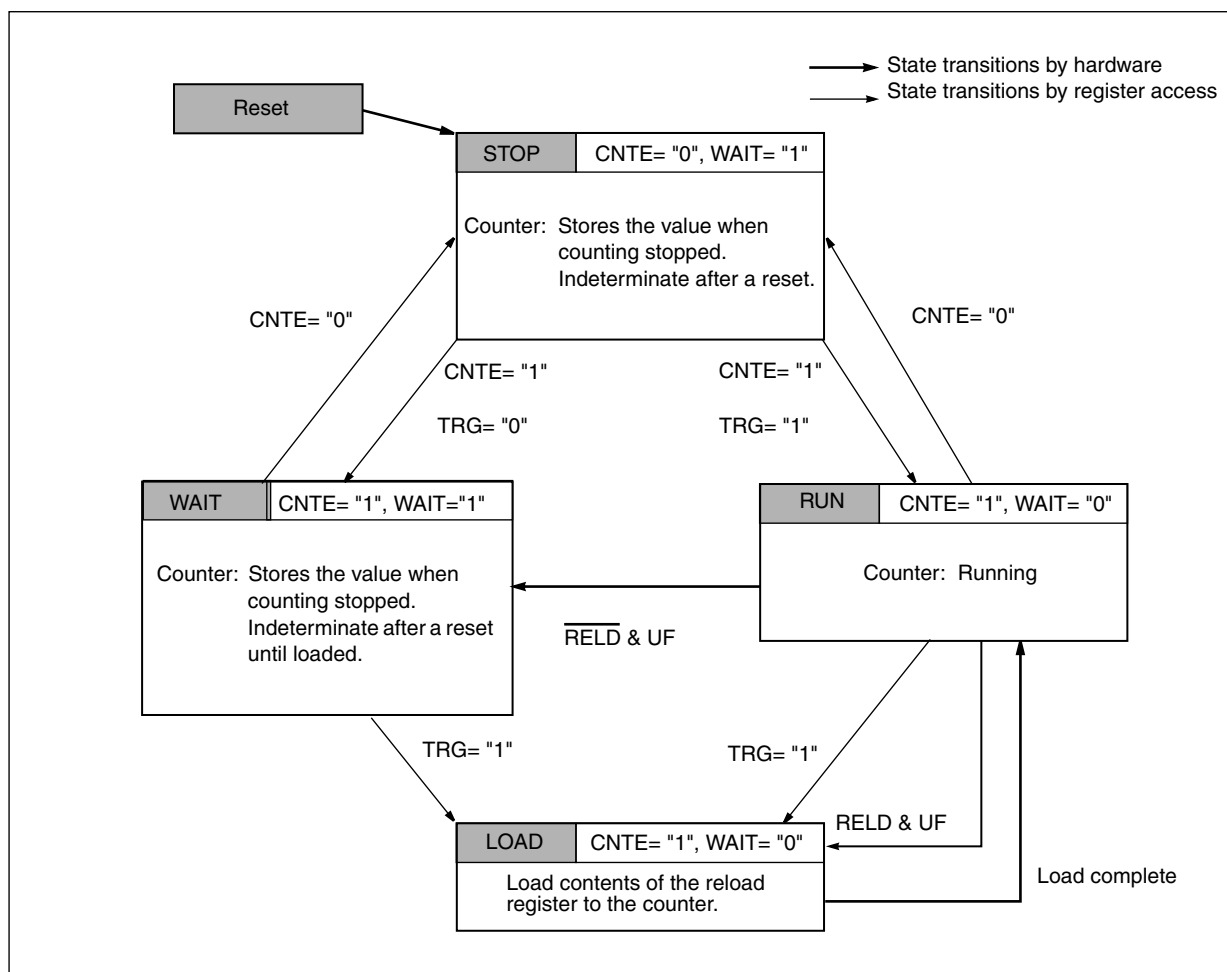 State transitions by hardware
State transitions by register access
Reset
STOP
CNTE= "0", WAIT= "1"
Counter: Stores the value when
counting stopped.
Indeterminate after a reset.
CNTE= "0"
CNTE= "0"
CNTE= "1"
TRG= "0"
CNTE= "1"
TRG= "1"
WAIT
CNTE= "1", WAIT="1"
Counter: Stores the value when
counting stopped.
Indeterminate after a reset
until loaded.
RUN
CNTE= "1", WAIT= "0"
Counter: Running
R̅E̅L̅D̅ & UF
TRG= "1"
TRG= "1"
RELD & UF
LOAD
CNTE= "1", WAIT= "0"
Load contents of the reload
register to the counter.
Load complete